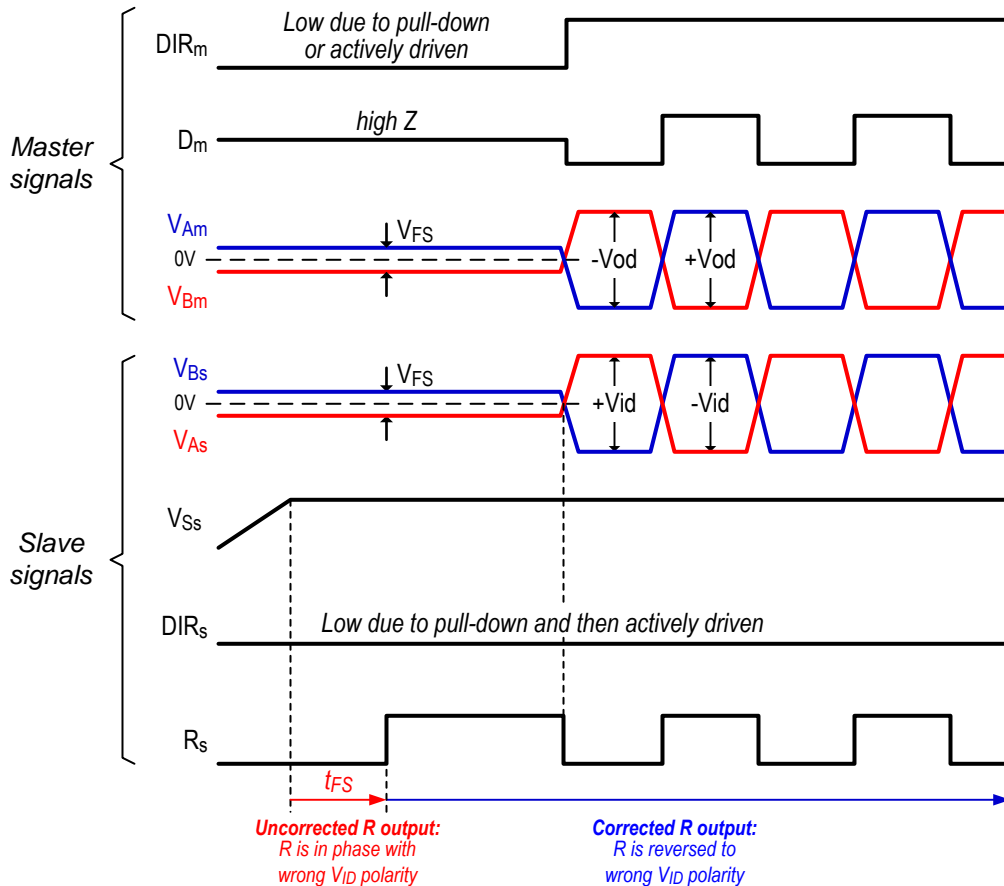 Low due to pull-down
or actively driven
DIRm
high Z
Dm
Master
signals
VAm
VFS
0V
-Vod
+Vod
VBm
VBs
VFS
0V
+Vid
-Vid
VAs
VSs
Slave
signals
DIRs
Low due to pull-down and then actively driven
Rs
tFS
Uncorrected R output:
R is in phase with
wrong VID polarity
Corrected R output:
R is reversed to
wrong VID polarity